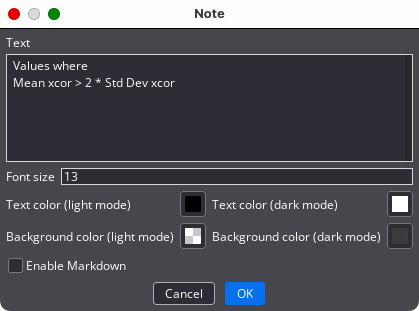 Note
Text
Values where
Mean xcor > 2 * Std Dev xcor
Font size 13
Text color (light mode) Text color (dark mode)
Background color (light mode) Background color (dark mode)
Enable Markdown
Cancel OK